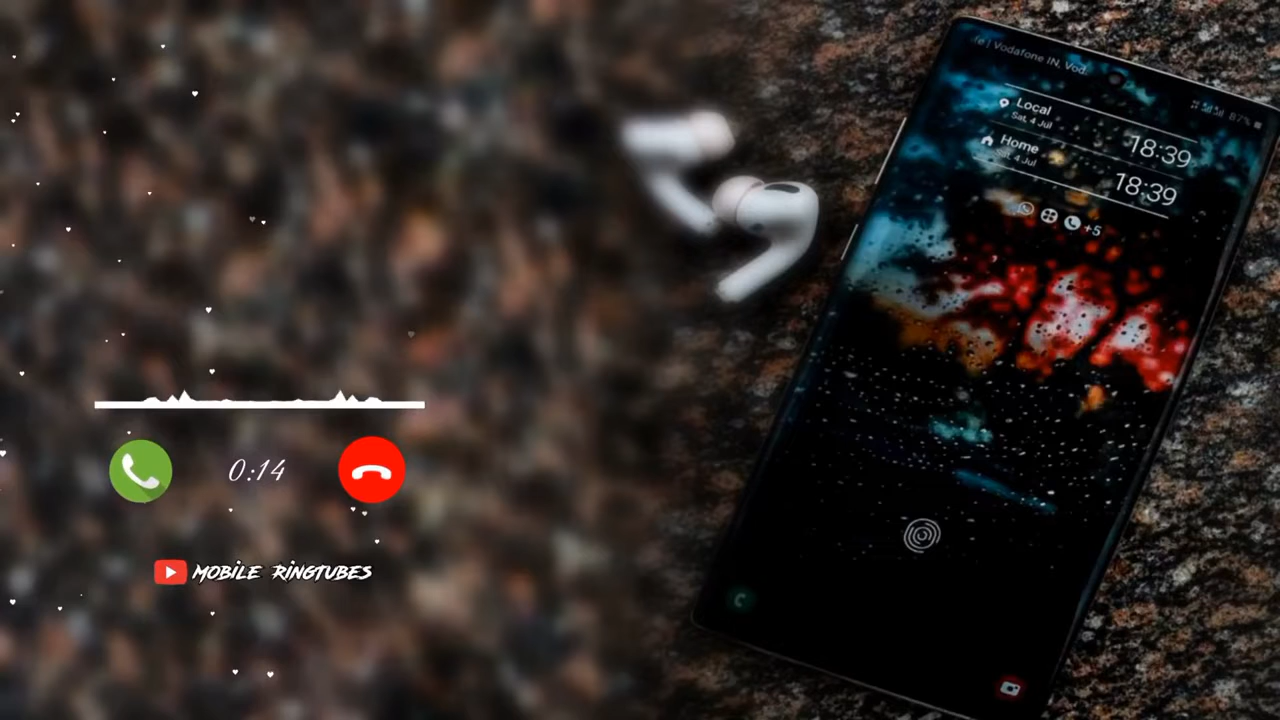 Vodafone IN, Vod
87%
Local
Sat, 4 Jul
18:39
Home
Sat, 4 Jul
18:39
+5
0:14
MOBILE RINGTUBES